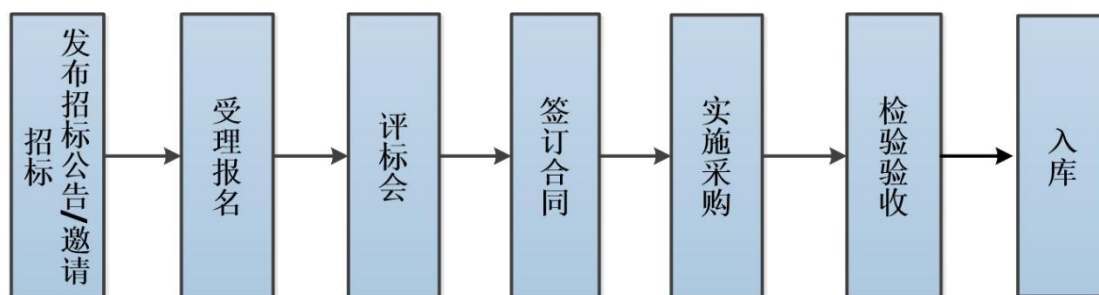 发布招标公告/邀请
招标
受理报名
评标会
签订合同
实施采购
检验验收
入库